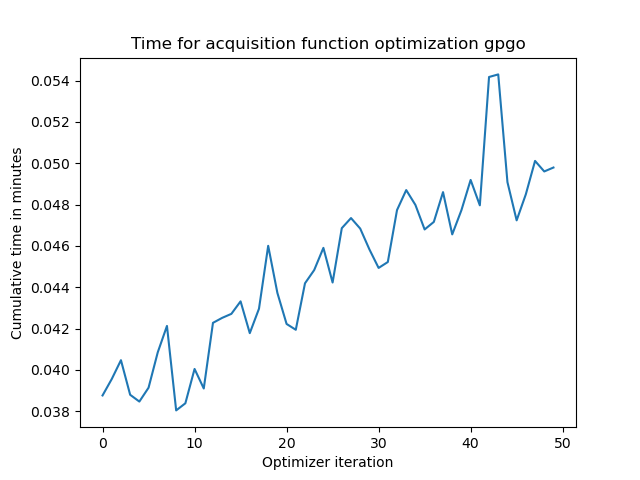 Time for acquisition function optimization gpgo
0.054
0.052
0.050
0.048
0.046
0.044
0.042
0.040
0.038
Cumulative time in minutes
0 10 20 30 40 50
Optimizer iteration